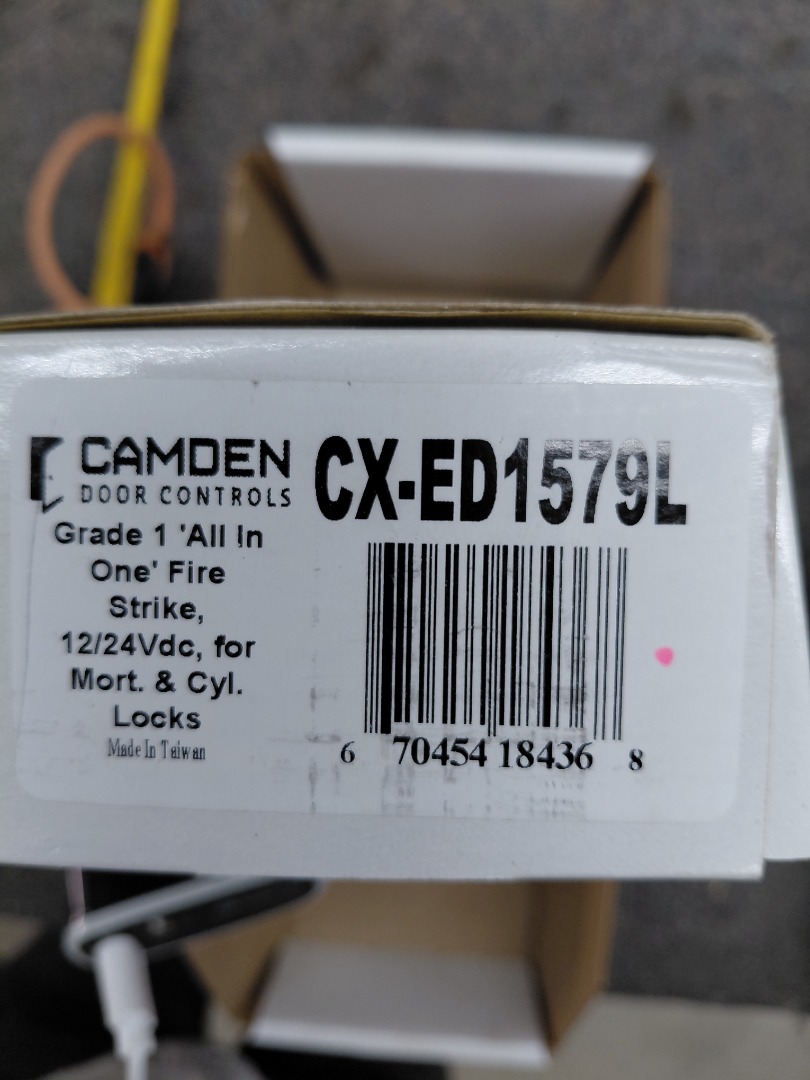 CAMDEN
DOOR CONTROLS
CX-ED1579L
Grade 1 'All In
One' Fire
Strike,
12/24Vdc, for
Mort. & Cyl.
Locks
Made In Taiwan
6 70454 18436 8